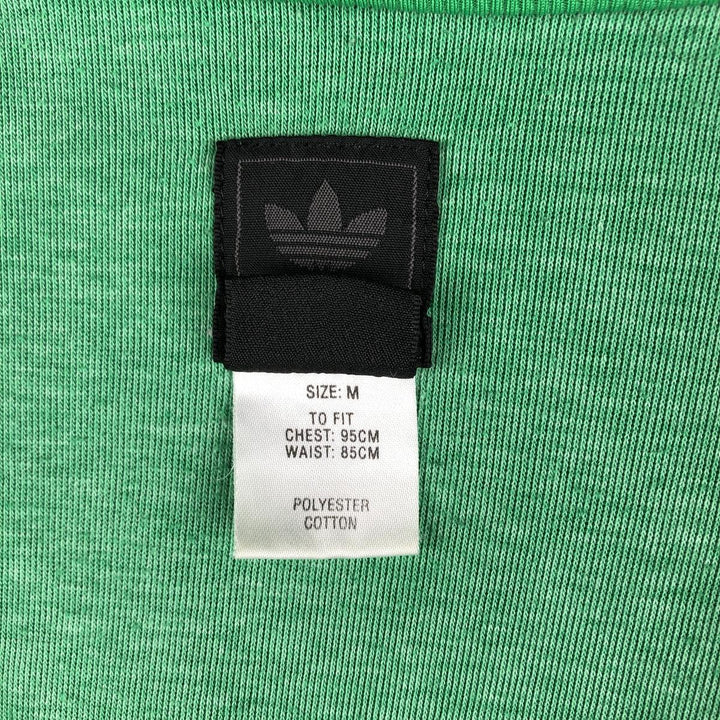 SIZE: M
TO FIT
CHEST: 95CM
WAIST: 85CM
POLYESTER
COTTON